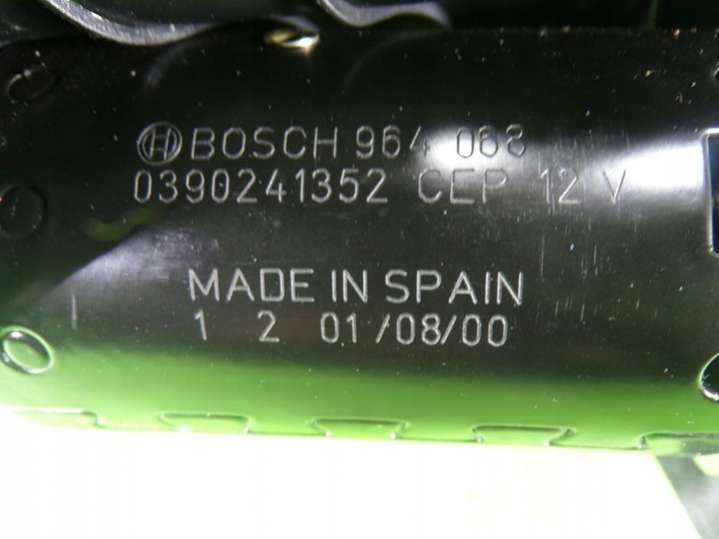 BOSCH 964 068
0390241352 CEP 12 V
MADE IN SPAIN
1 2 01/08/00